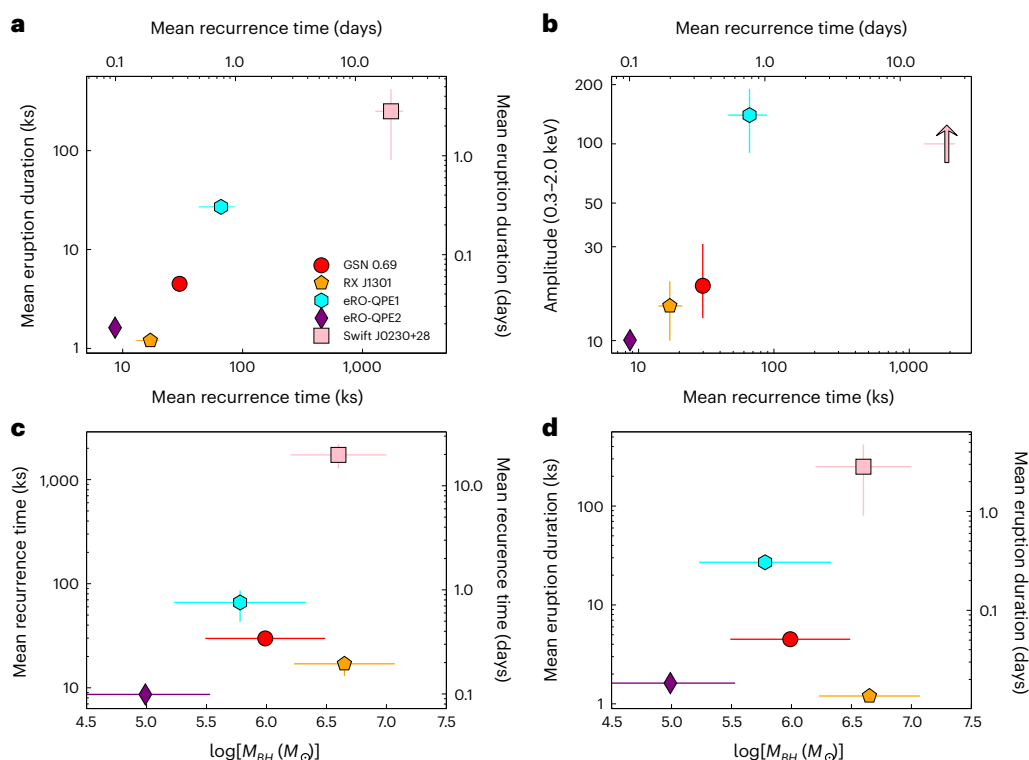 a
Mean recurrence time (days)
0.1 1.0 10.0
Mean eruption duration (ks)
100
10
1
1.0
0.1
Mean eruption duration (days)
GSN 0.69
RX J1301
eRO-QPE1
eRO-QPE2
Swift J0230+28
10 100 1,000
Mean recurrence time (ks)
b
Mean recurrence time (days)
0.1 1.0 10.0
Amplitude (0.3–2.0 keV)
200
100
50
30
10
10 100 1,000
Mean recurrence time (ks)
c
Mean recurrence time (ks)
1,000
100
10
10.0
1.0
0.1
Mean recurrence time (days)
4.5 5.0 5.5 6.0 6.5 7.0 7.5
log[M_BH (M_⊙)]
d
Mean eruption duration (ks)
100
10
1
1.0
0.1
Mean eruption duration (days)
4.5 5.0 5.5 6.0 6.5 7.0 7.5
log[M_BH (M_⊙)]